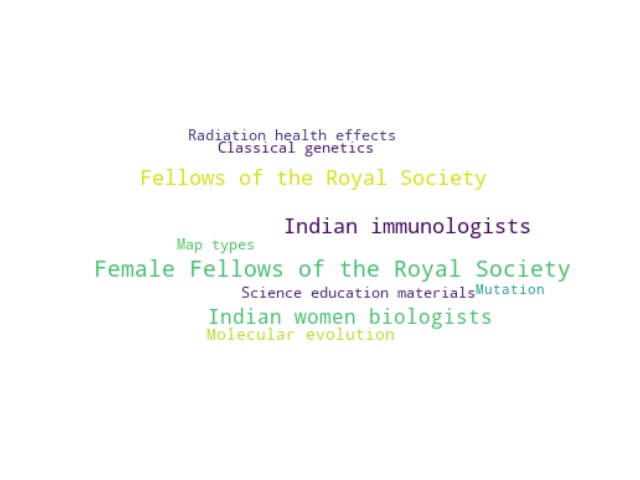 Radiation health effects
Classical genetics
Fellows of the Royal Society
Indian immunologists
Map types
Female Fellows of the Royal Society
Science education materials
Mutation
Indian women biologists
Molecular evolution